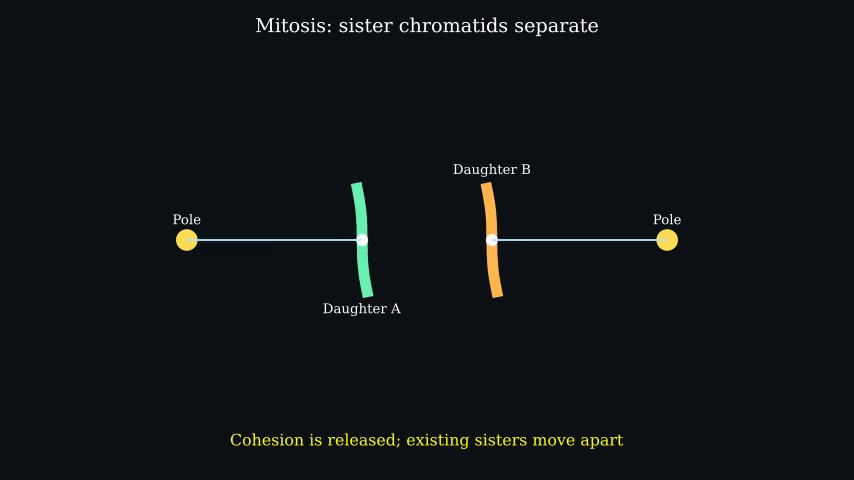 Mitosis: sister chromatids separate
Daughter B
Pole
Pole
Daughter A
Cohesion is released; existing sisters move apart